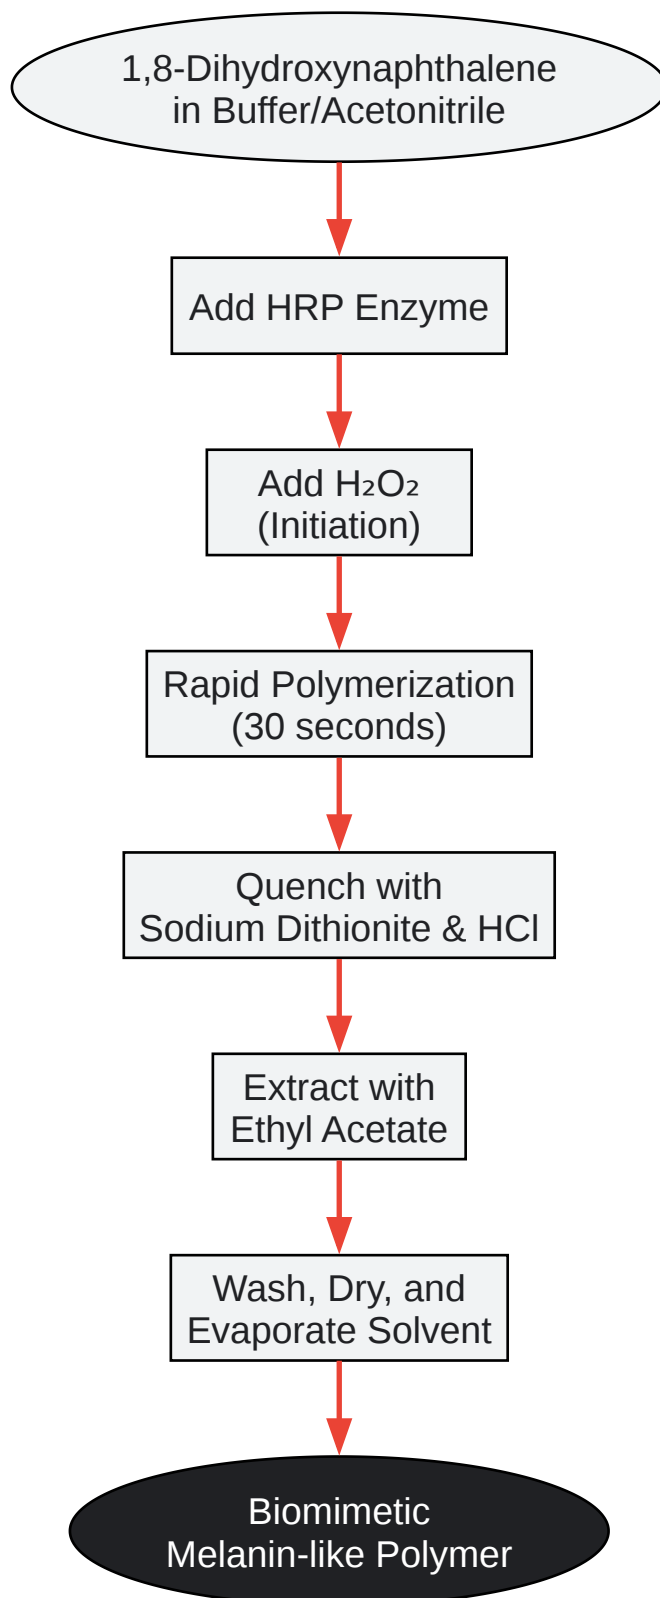 1,8-Dihydroxynaphthalene
in Buffer/Acetonitrile
Add HRP Enzyme
Add H₂O₂
(Initiation)
Rapid Polymerization
(30 seconds)
Quench with
Sodium Dithionite & HCl
Extract with
Ethyl Acetate
Wash, Dry, and
Evaporate Solvent
Biomimetic
Melanin-like Polymer